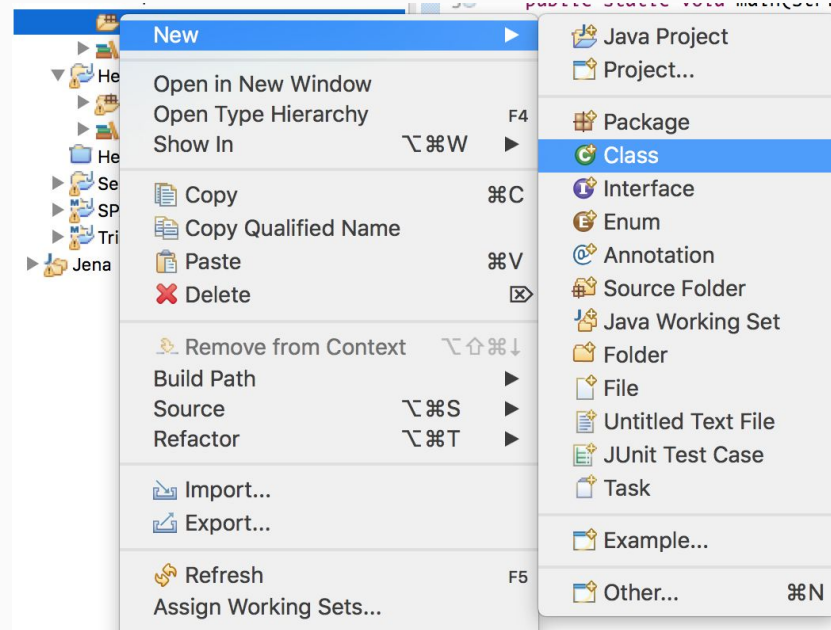 public static void main(Str
New
Open in New Window
Open Type Hierarchy F4
Show In ⌥⌘W
Copy ⌘C
Copy Qualified Name
Paste ⌘V
Delete ⌦
Remove from Context ⌥⇧⌘↓
Build Path
Source ⌥⌘S
Refactor ⌥⌘T
Import...
Export...
Refresh F5
Assign Working Sets...
Java Project
Project...
Package
Class
Interface
Enum
Annotation
Source Folder
Java Working Set
Folder
File
Untitled Text File
JUnit Test Case
Task
Example...
Other... ⌘N
He
He
Se
SP
Tri
Jena